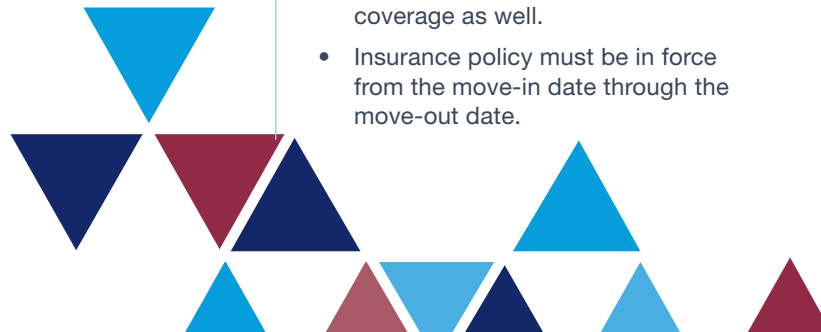 coverage as well.
• Insurance policy must be in force
from the move-in date through the
move-out date.